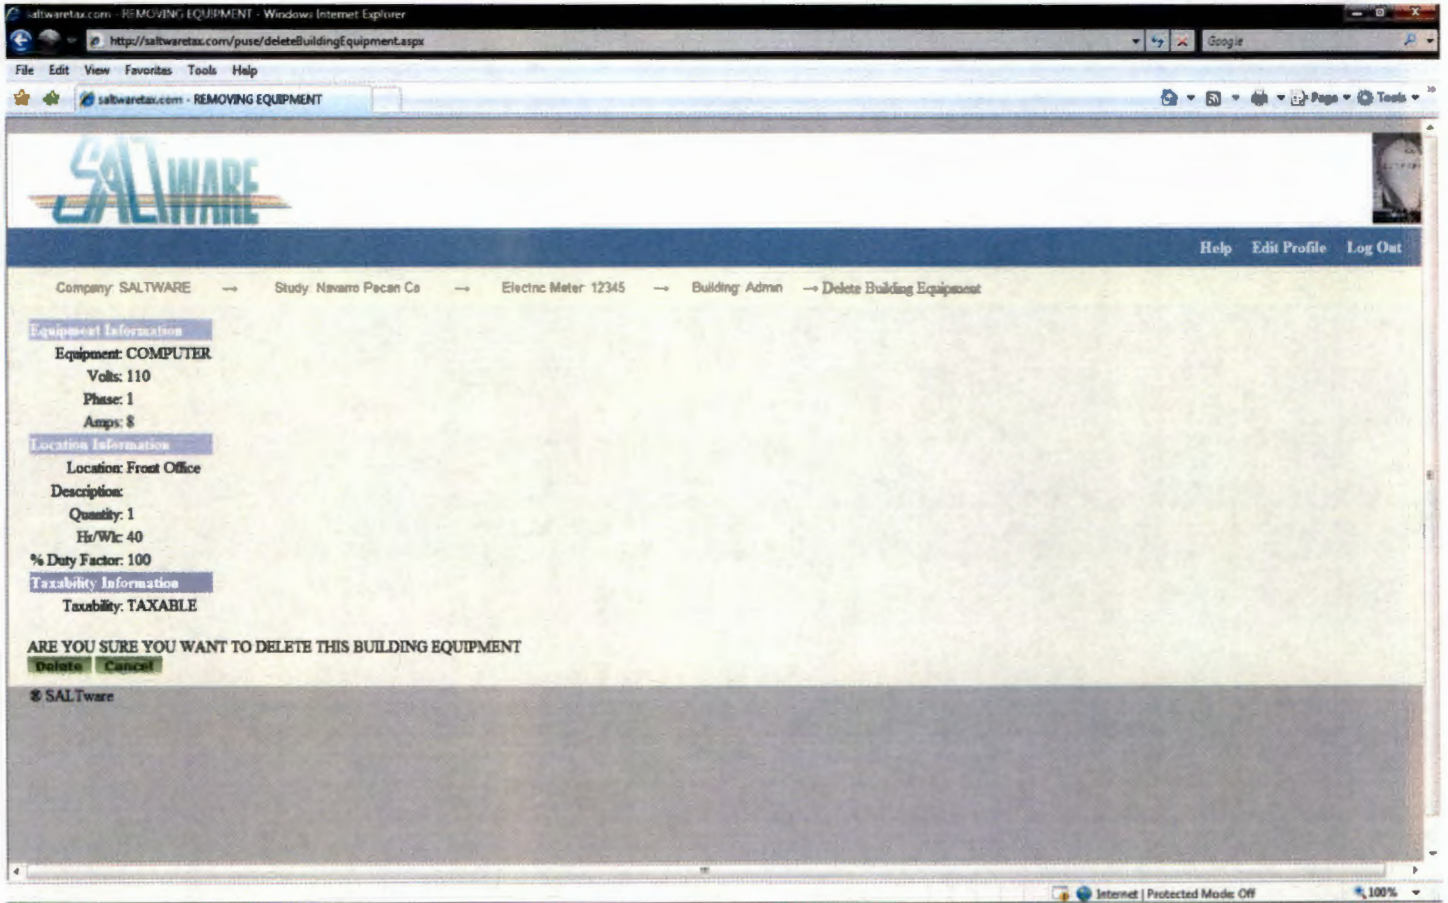 saltwaretax.com - REMOVING EQUIPMENT - Windows Internet Explorer
http://saltwaretax.com/puse/deleteBuildingEquipment.aspx
Google
File Edit View Favorites Tools Help
saltwaretax.com - REMOVING EQUIPMENT
Page Tools
SALTWARE
Help Edit Profile Log Out
Company: SALTWARE → Study: Navarro Pecan Co → Electric Meter: 12345 → Building: Admin → Delete Building Equipment
Equipment Information
Equipment: COMPUTER
Volts: 110
Phase: 1
Amps: 8
Location Information
Location: Front Office
Description:
Quantity: 1
Hr/Wk: 40
% Duty Factor: 100
Taxability Information
Taxability: TAXABLE
ARE YOU SURE YOU WANT TO DELETE THIS BUILDING EQUIPMENT
Delete Cancel
® SALTware
Internet | Protected Mode: Off
100%